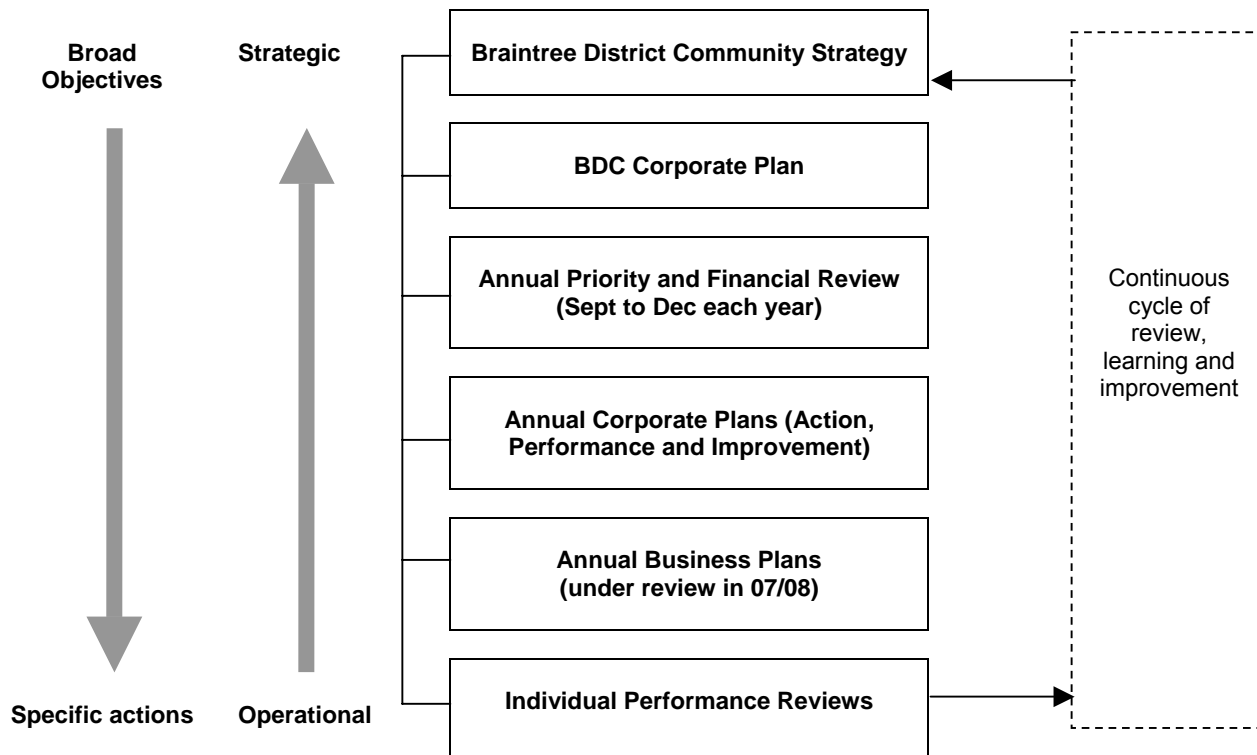 Broad
Objectives
Strategic
Braintree District Community Strategy
BDC Corporate Plan
Annual Priority and Financial Review
(Sept to Dec each year)
Continuous
cycle of
review,
learning and
improvement
Annual Corporate Plans (Action,
Performance and Improvement)
Annual Business Plans
(under review in 07/08)
Individual Performance Reviews
Specific actions
Operational